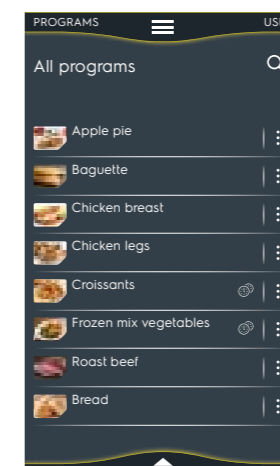 PROGRAMS
All programs
Apple pie
Baguette
Chicken breast
Chicken legs
Croissants
Frozen mix vegetables
Roast beef
Bread